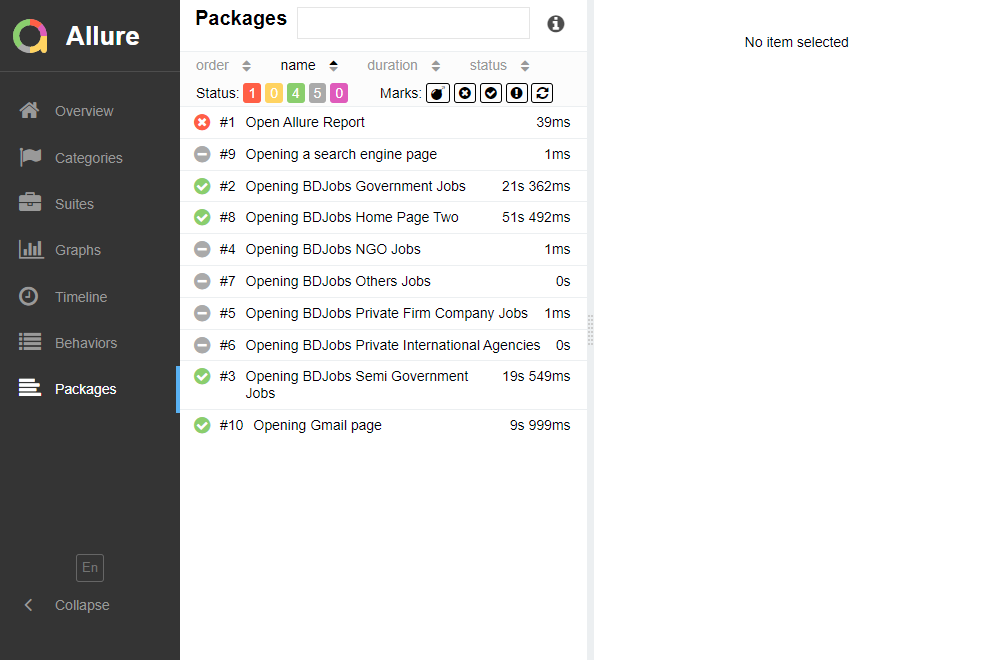 Allure
Overview
Categories
Suites
Graphs
Timeline
Behaviors
Packages
En
Collapse
Packages
order name duration status
Status: 1 0 4 5 0 Marks:
#1 Open Allure Report 39ms
#9 Opening a search engine page 1ms
#2 Opening BDJobs Government Jobs 21s 362ms
#8 Opening BDJobs Home Page Two 51s 492ms
#4 Opening BDJobs NGO Jobs 1ms
#7 Opening BDJobs Others Jobs 0s
#5 Opening BDJobs Private Firm Company Jobs 1ms
#6 Opening BDJobs Private International Agencies 0s
#3 Opening BDJobs Semi Government 19s 549ms
Jobs
#10 Opening Gmail page 9s 999ms
No item selected